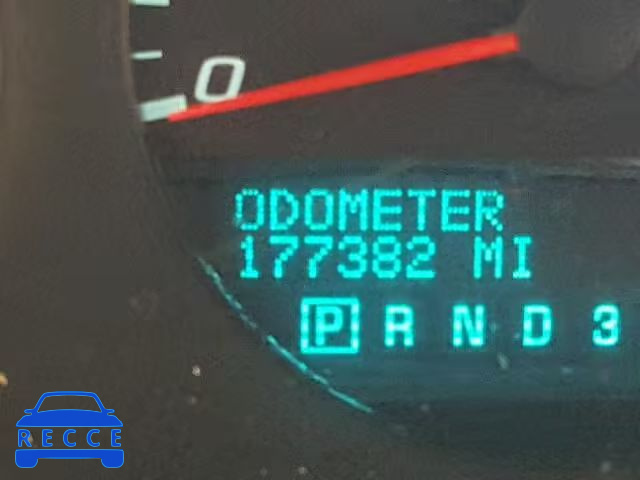 0
ODOMETER
177382 MI
P R N D 3
RECCE